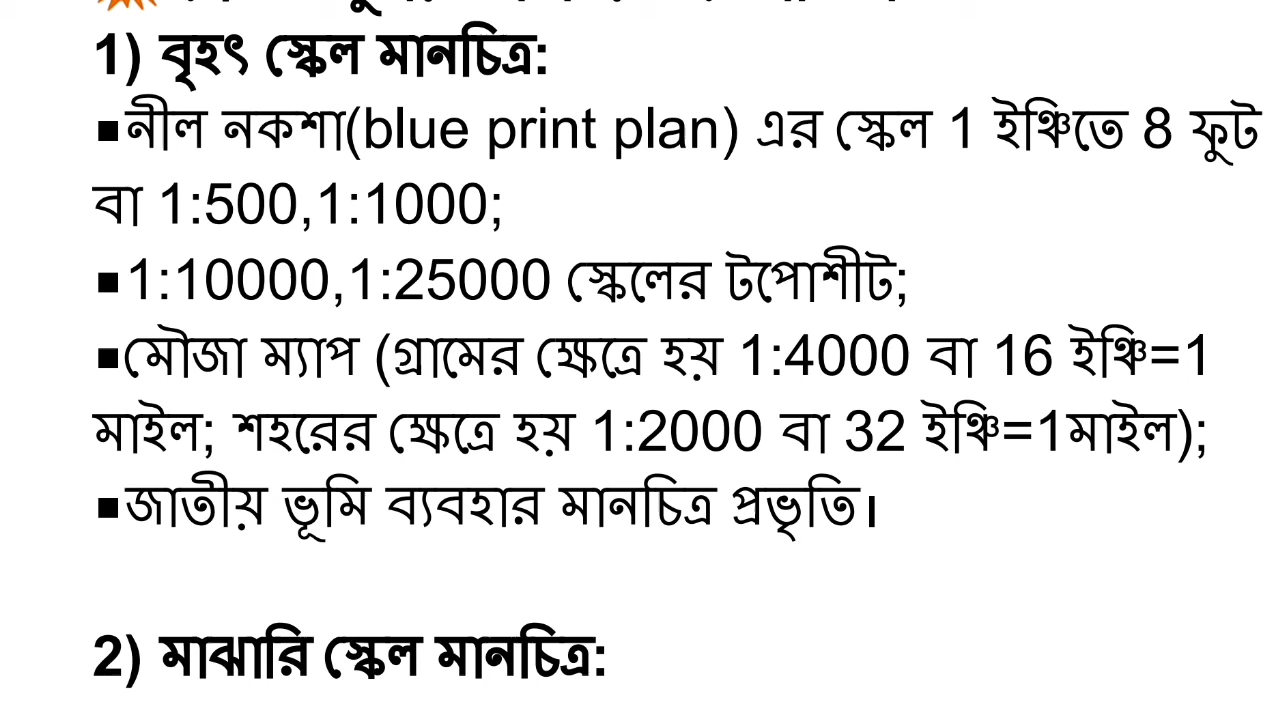 1) বৃহৎ স্কেল মানচিত্র:
▪নীল নকশা(blue print plan) এর স্কেল 1 ইঞ্চিতে 8 ফুট
বা 1:500,1:1000;
▪1:10000,1:25000 স্কেলের টপোশীট;
▪মৌজা ম্যাপ (গ্রামের ক্ষেত্রে হয় 1:4000 বা 16 ইঞ্চি=1
মাইল; শহরের ক্ষেত্রে হয় 1:2000 বা 32 ইঞ্চি=1মাইল);
▪জাতীয় ভূমি ব্যবহার মানচিত্র প্রভৃতি।
2) মাঝারি স্কেল মানচিত্র: